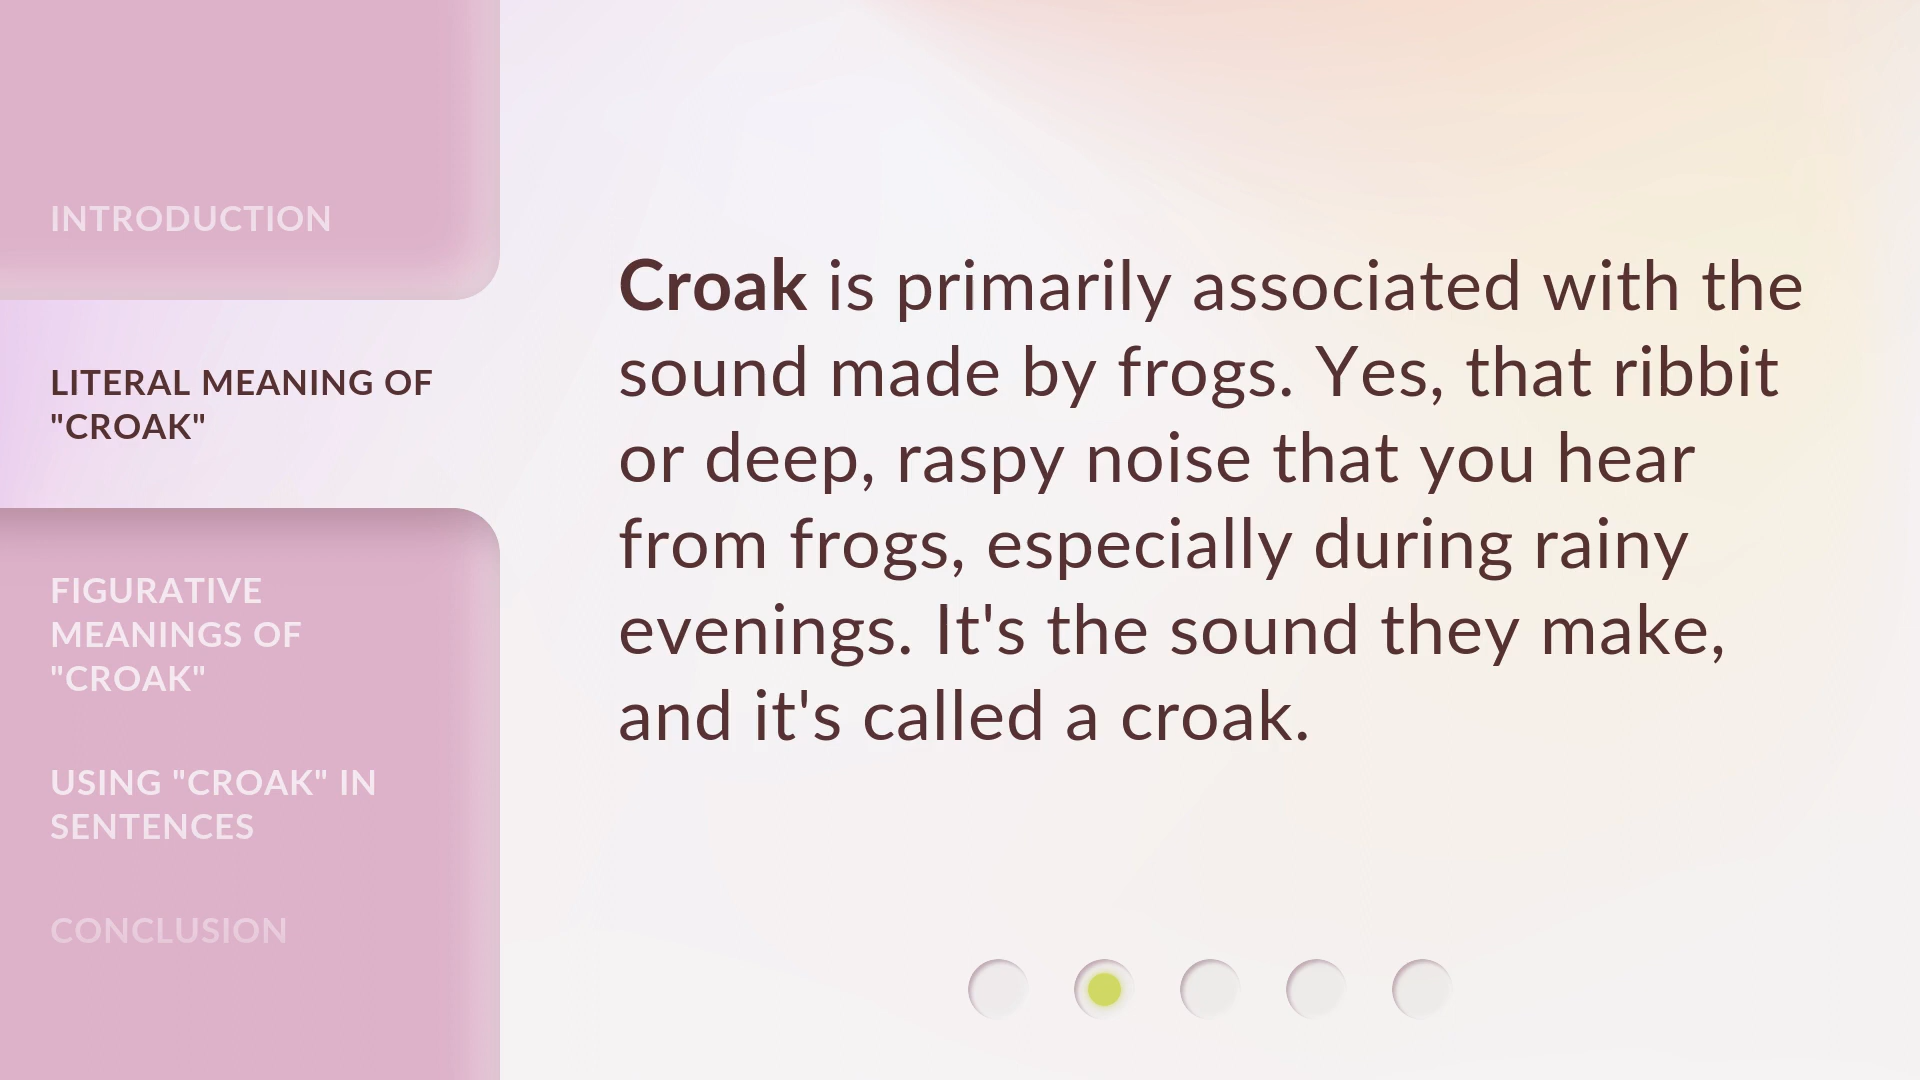 INTRODUCTION
LITERAL MEANING OF
"CROAK"
FIGURATIVE
MEANINGS OF
"CROAK"
USING "CROAK" IN
SENTENCES
CONCLUSION
Croak is primarily associated with the
sound made by frogs. Yes, that ribbit
or deep, raspy noise that you hear
from frogs, especially during rainy
evenings. It's the sound they make,
and it's called a croak.